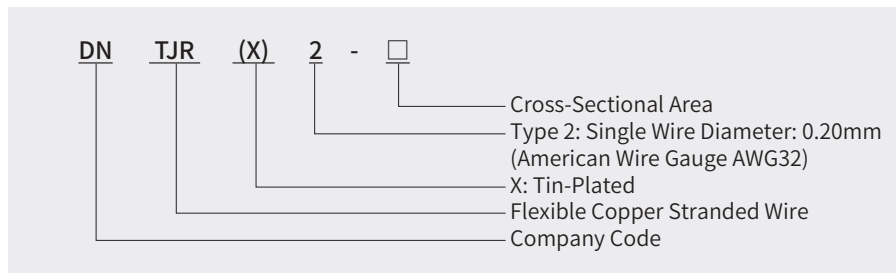 DN TJR (X) 2 - □
Cross-Sectional Area
Type 2: Single Wire Diameter: 0.20mm
(American Wire Gauge AWG32)
X: Tin-Plated
Flexible Copper Stranded Wire
Company Code